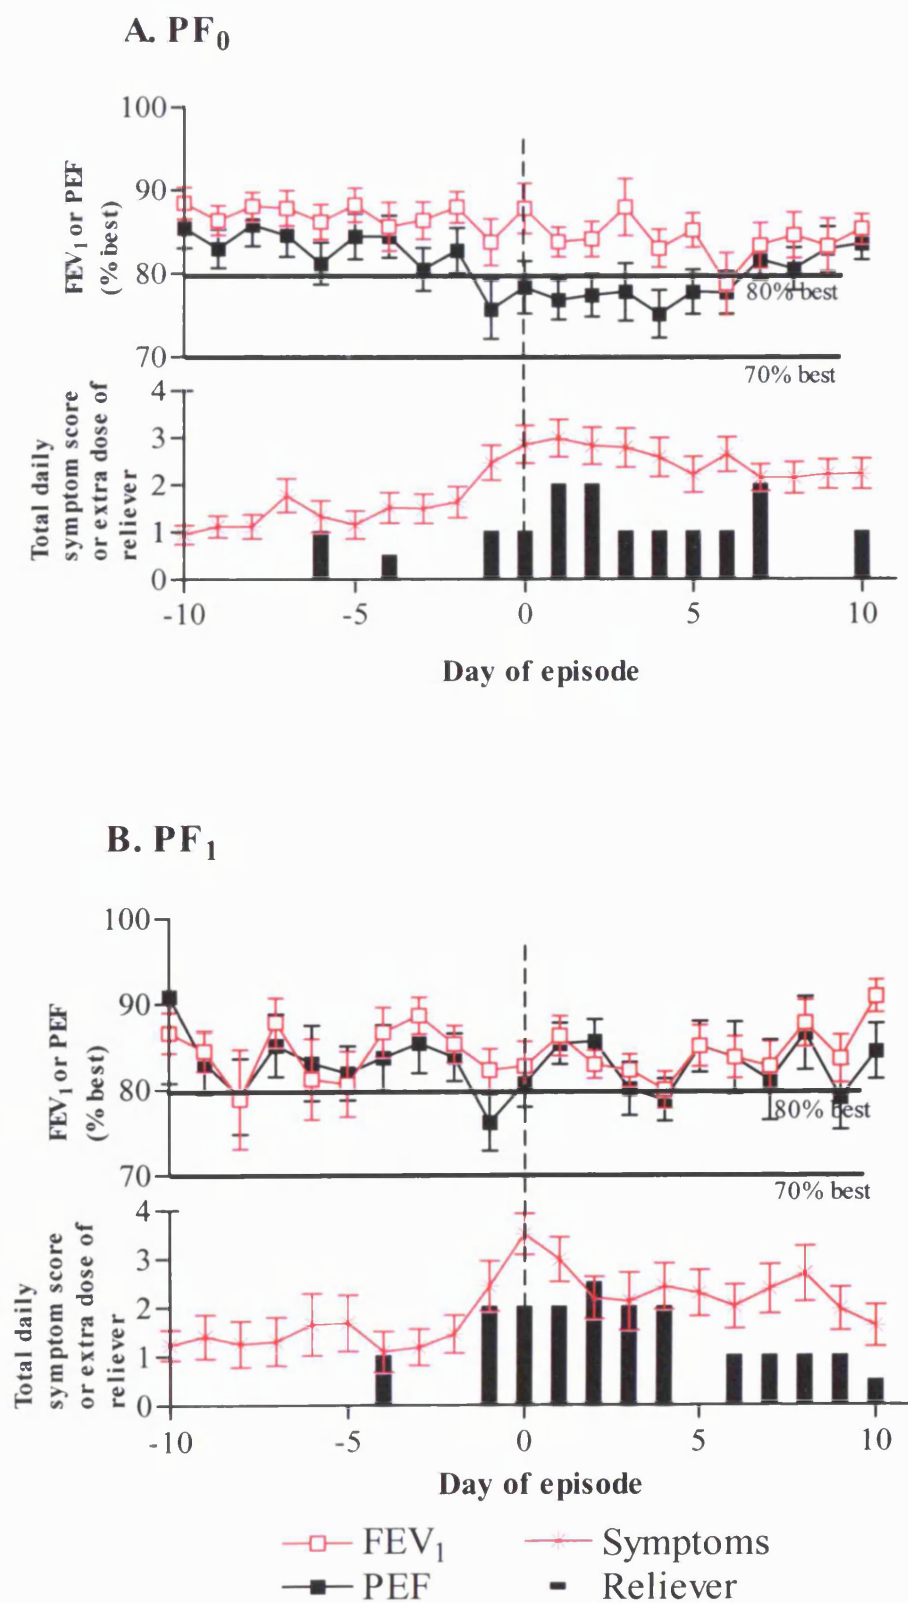 A. PF0
100
90
80
70
FEV1 or PEF
(% best)
80% best
70% best
4
3
2
1
0
Total daily
symptom score
or extra dose of
reliever
-10
-5
0
5
10
Day of episode
B. PF1
100
90
80
70
FEV1 or PEF
(% best)
80% best
70% best
4
3
2
1
0
Total daily
symptom score
or extra dose of
reliever
-10
-5
0
5
10
Day of episode
FEV1
Symptoms
PEF
Reliever